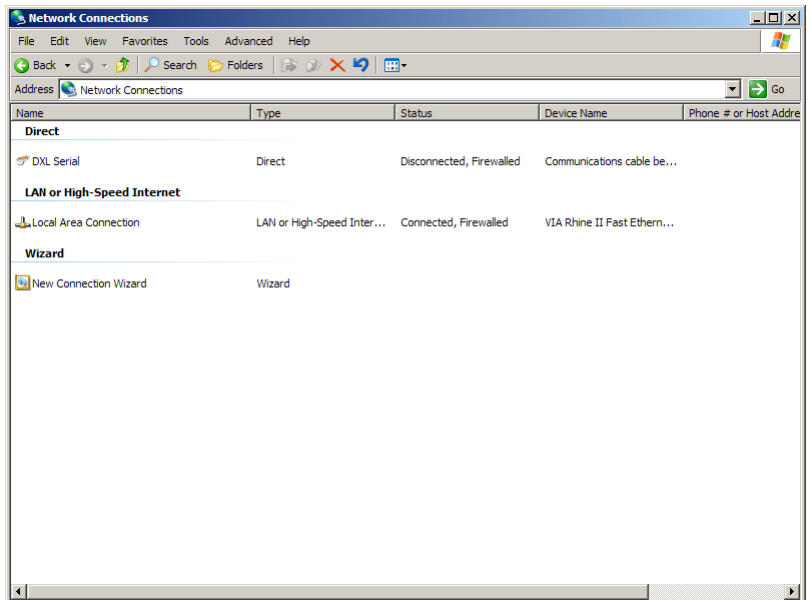 Network Connections
File Edit View Favorites Tools Advanced Help
Back Search Folders
Address Network Connections Go
Name Type Status Device Name Phone # or Host Addre
Direct
DXL Serial Direct Disconnected, Firewalled Communications cable be...
LAN or High-Speed Internet
Local Area Connection LAN or High-Speed Inter... Connected, Firewalled VIA Rhine II Fast Ethern...
Wizard
New Connection Wizard Wizard